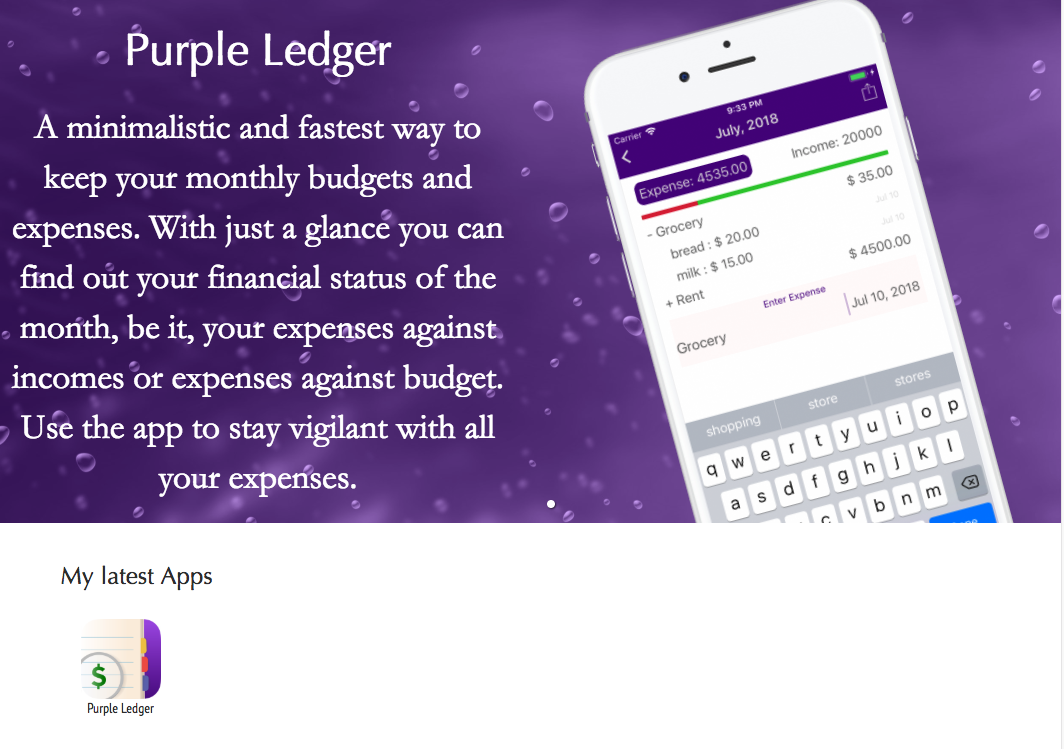 Purple Ledger
A minimalistic and fastest way to
keep your monthly budgets and
expenses. With just a glance you can
find out your financial status of the
month, be it, your expenses against
incomes or expenses against budget.
Use the app to stay vigilant with all
your expenses.
Carrier 9:33 PM
July, 2018
Expense: 4535.00 Income: 20000
- Grocery $ 35.00
bread : $ 20.00 Jul 10
milk : $ 15.00 Jul 10
+ Rent $ 4500.00
Enter Expense
Grocery Jul 10, 2018
shopping store stores
q w e r t y u i o p
a s d f g h j k l
c v b n m
My latest Apps
$
Purple Ledger